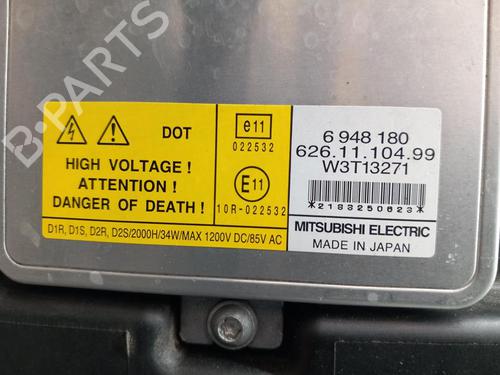 DOT
HIGH VOLTAGE !
ATTENTION !
DANGER OF DEATH !
D1R, D1S, D2R, D2S/2000H/34W/MAX 1200V DC/85V AC
e11
022532
E11
10R-022532
6 948 180
626.11.104.99
W3T13271
*2183250623*
MITSUBISHI ELECTRIC
MADE IN JAPAN
B-PARTS